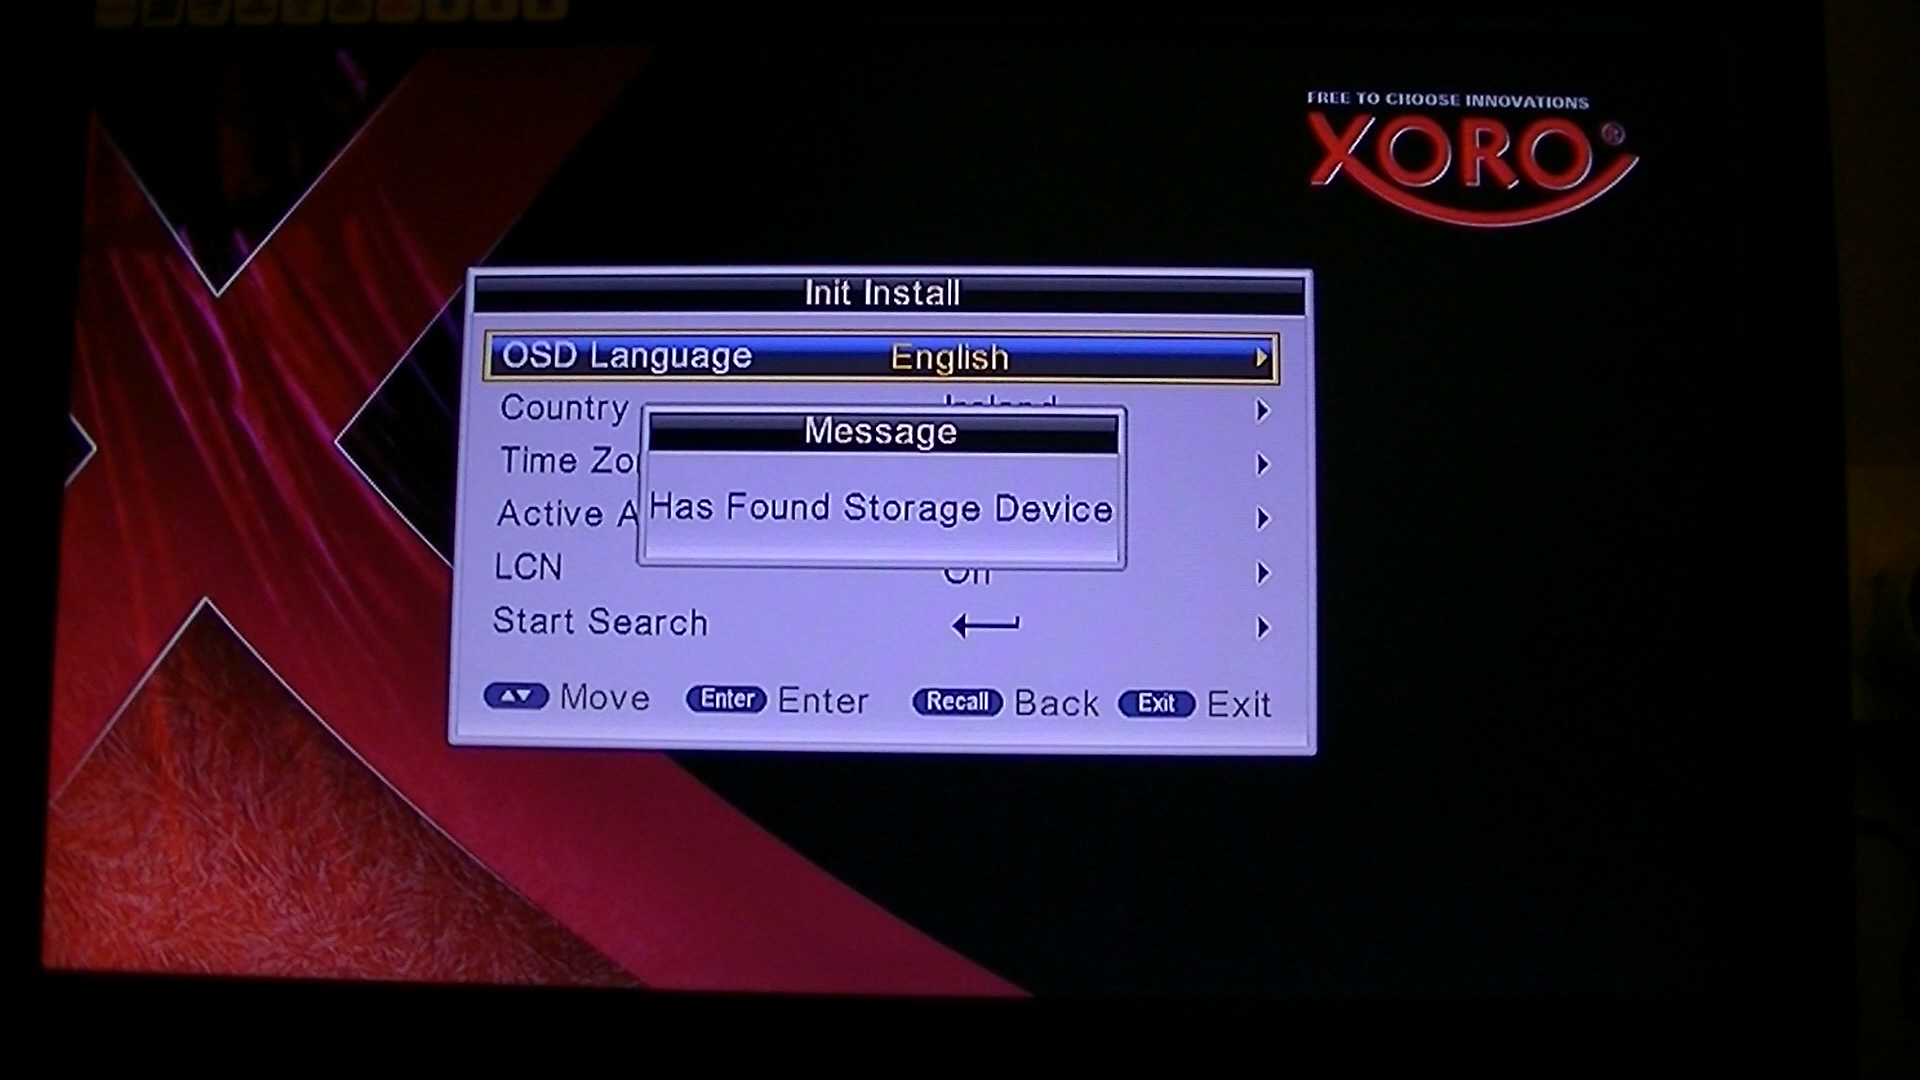 FREE TO CHOOSE INNOVATIONS
XORO®
Init Install
OSD Language English
Country
Message
Time Zo
Has Found Storage Device
Active A
LCN
Start Search
Move Enter Enter Recall Back Exit Exit